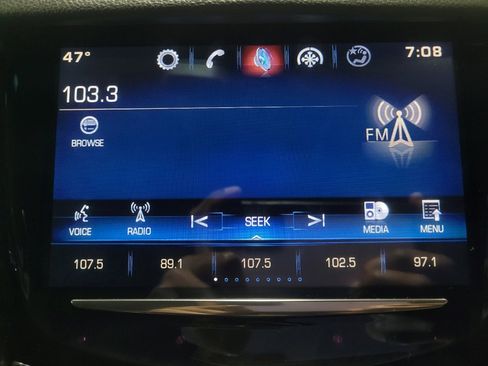 47°
7:08
103.3
FM
BROWSE
VOICE
RADIO
SEEK
MEDIA
MENU
107.5 89.1 107.5 102.5 97.1